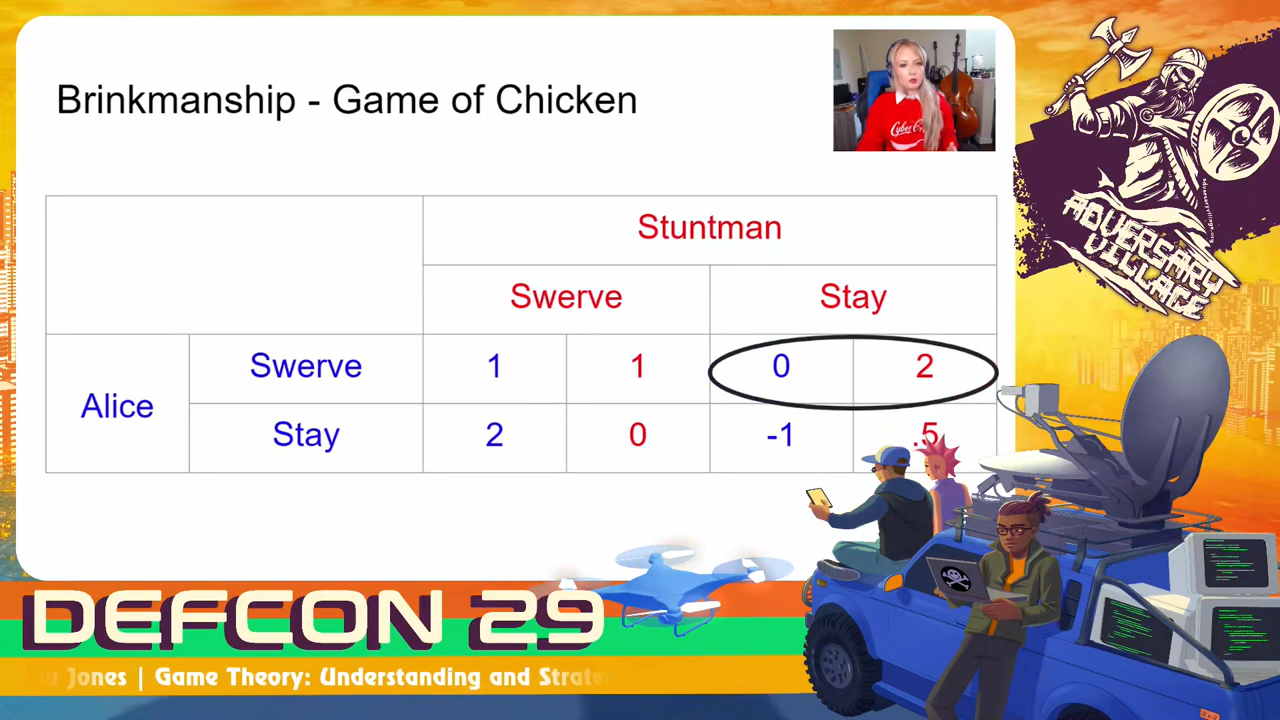 Brinkmanship - Game of Chicken
Stuntman
Swerve Stay
Alice
Swerve 1 1 0 2
Stay 2 0 -1 .5
ADVERSARY
VILLAGE
DEFCON 29
Jones | Game Theory: Understanding and